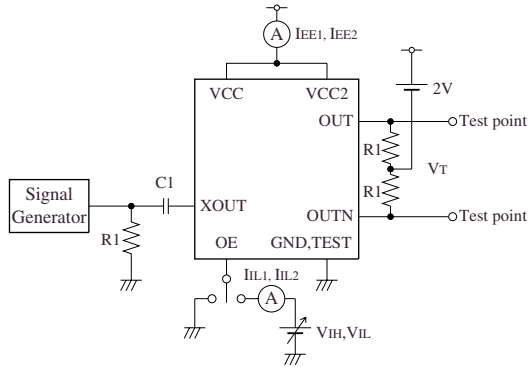 A
IEE1, IEE2
VCC
VCC2
2V
OUT
Test point
R1
VT
R1
Signal
Generator
C1
XOUT
R1
OUTN
Test point
OE
GND,TEST
IIL1, IIL2
A
VIH,VIL